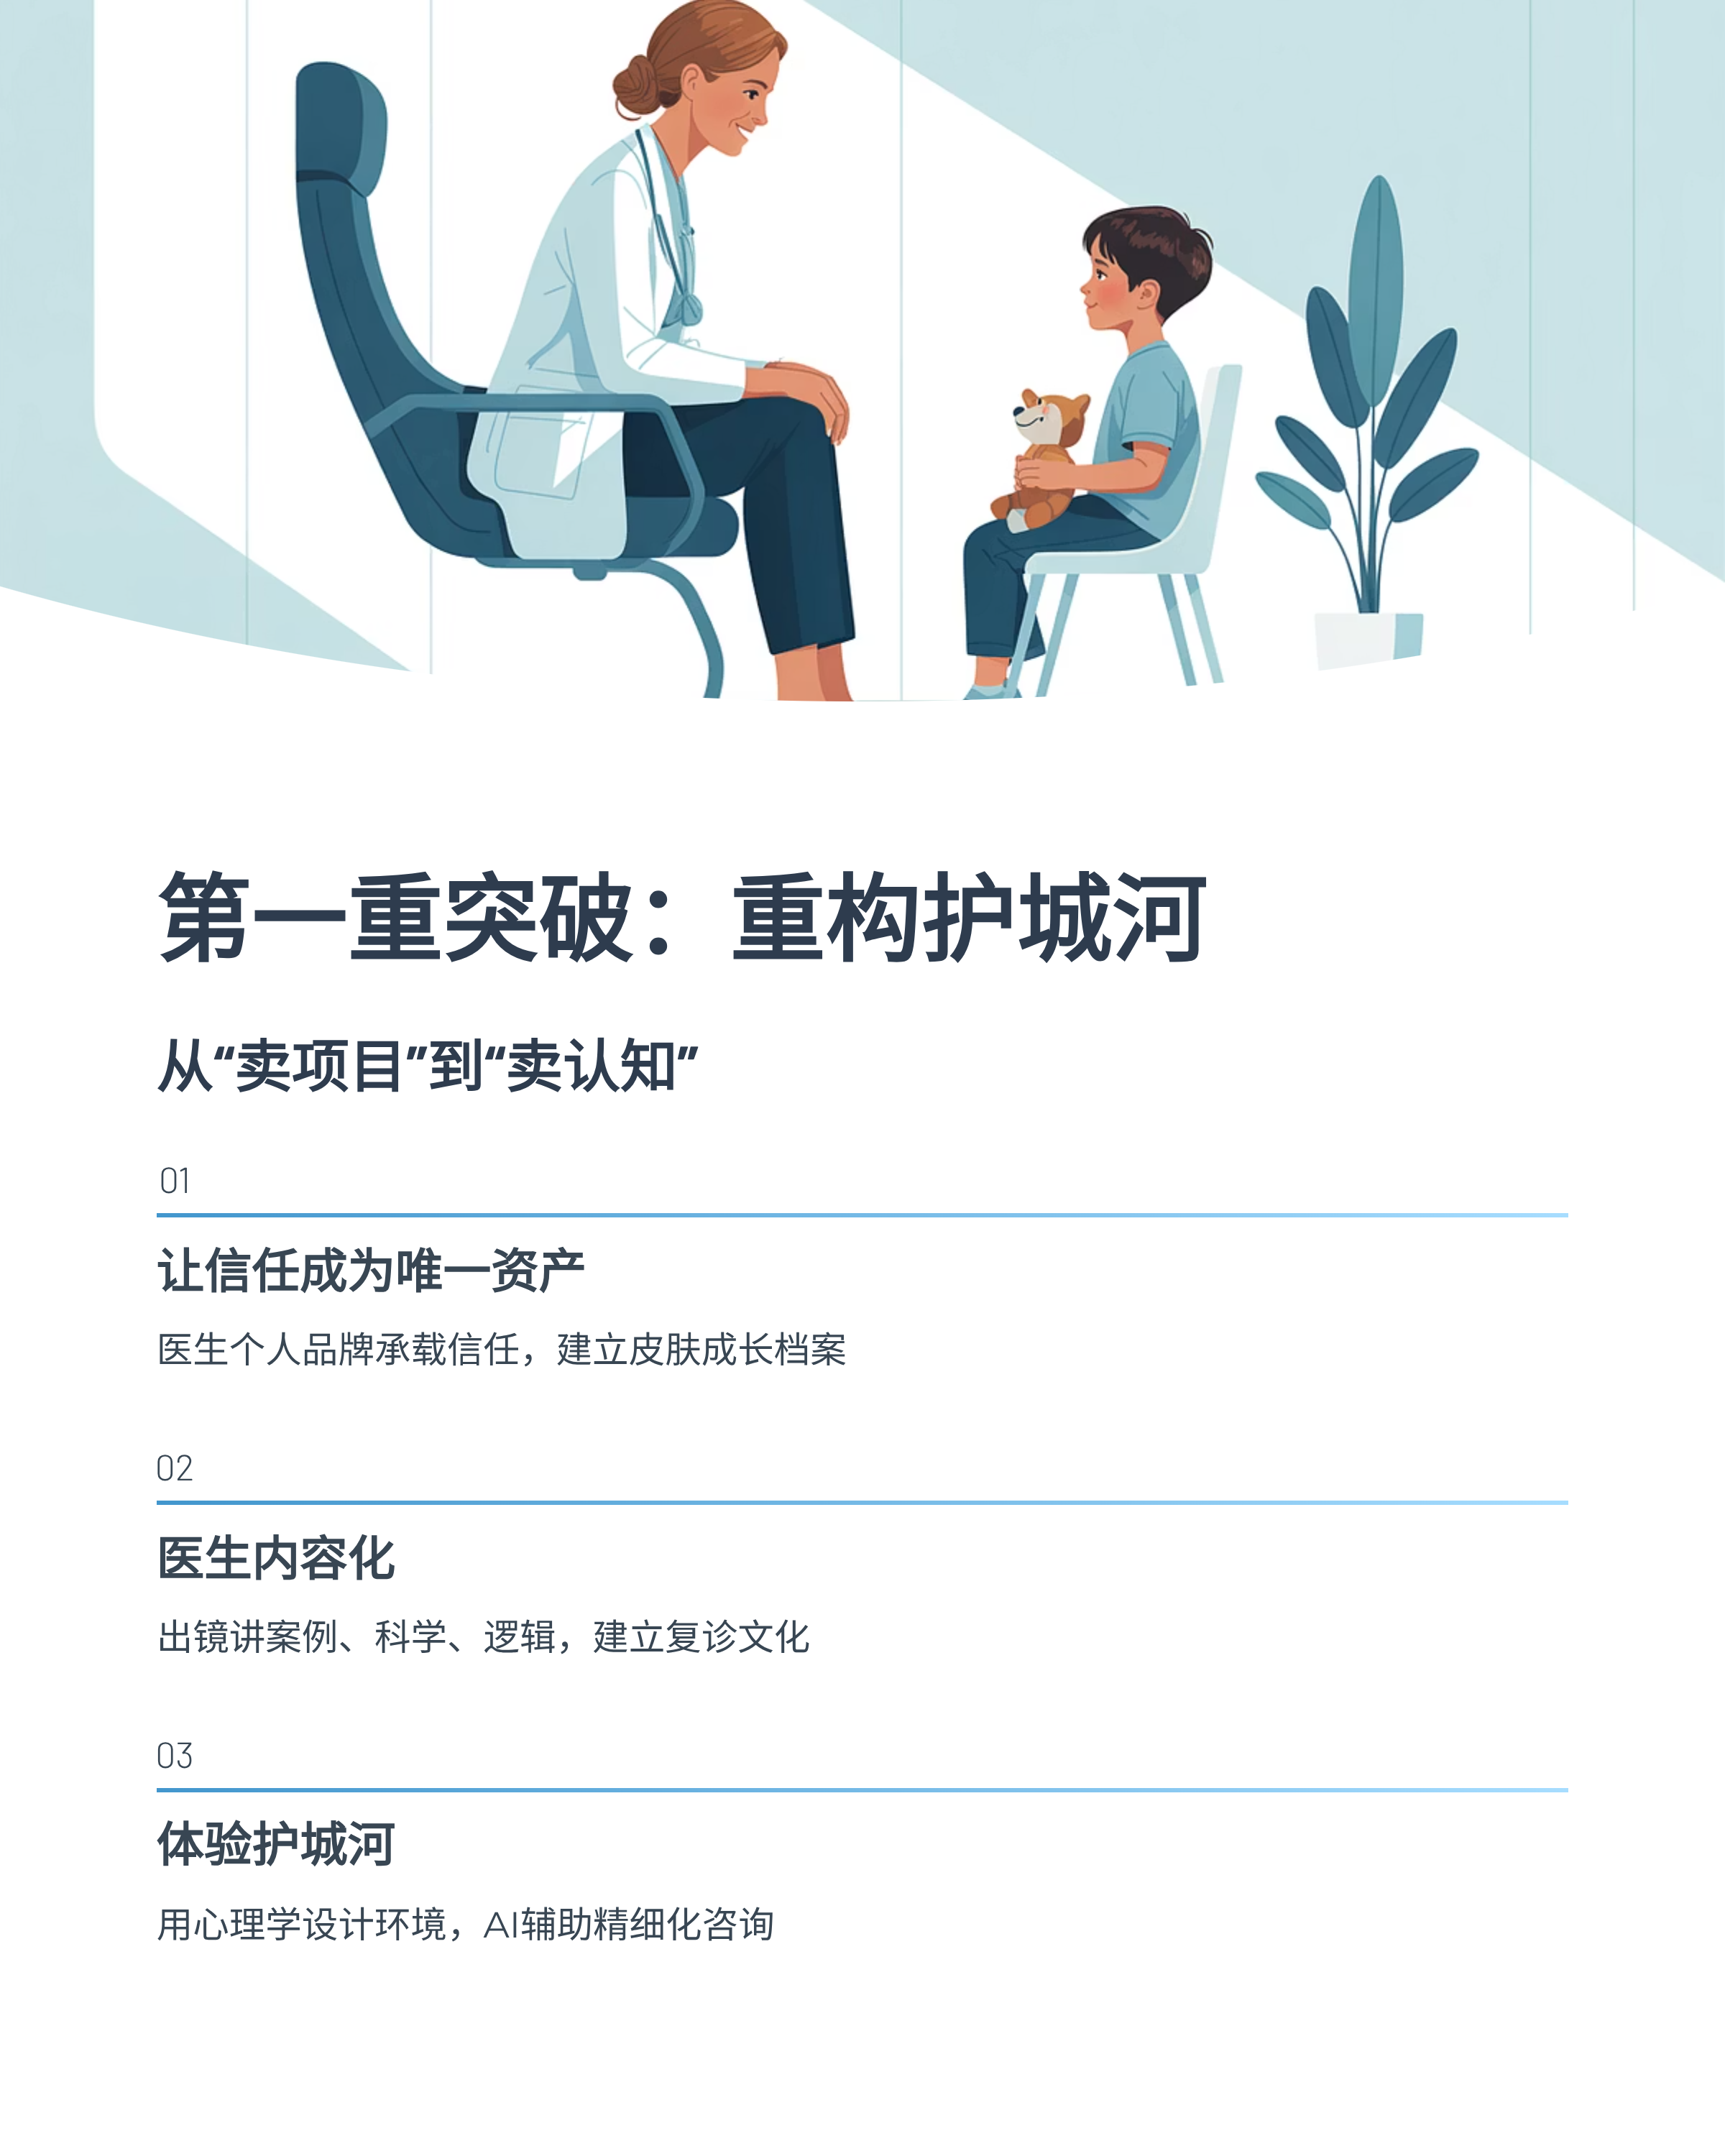 第一重突破：重构护城河
从“卖项目”到“卖认知”
01
让信任成为唯一资产
医生个人品牌承载信任，建立皮肤成长档案
02
医生内容化
出镜讲案例、科学、逻辑，建立复诊文化
03
体验护城河
用心理学设计环境，AI辅助精细化咨询